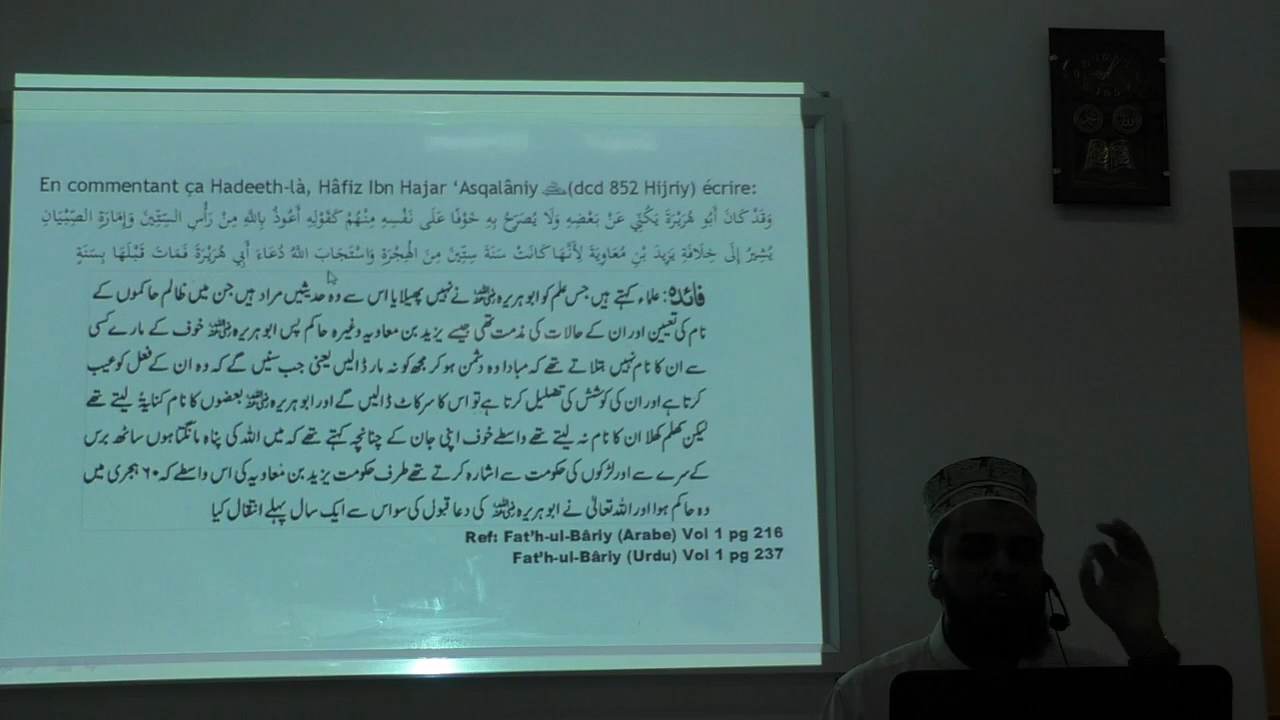 En commentant ça Hadeeth-là, Hâfiz Ibn Hajar ‘Asqalâniy (dcd 852 Hijriy) écrire:
وَقَدْ كَانَ أَبُو هُرَيْرَةَ يَكُنِّي عَنْ بَعْضِهِ وَلَا يُصَرِّحُ بِهِ خَوْفًا عَلَى نَفْسِهِ مِنْهُمْ كَقَوْلِهِ أَعُوذُ بِاللَّهِ مِنْ رَأْسِ السِّتِّينَ وَإِمَارَةِ الصِّبْيَانِ
يُشِيرُ إِلَى خِلَافَةِ يَزِيدَ بْنِ مُعَاوِيَةَ لِأَنَّهَا كَانَتْ سَنَةَ سِتِّينَ مِنَ الْهِجْرَةِ وَاسْتَجَابَ اللَّهُ دُعَاءَ أَبِي هُرَيْرَةَ فَمَاتَ قَبْلَهَا بِسَنَةٍ
فائدہ: علماء کہتے ہیں جس علم کو ابو ہریرہ رضی اللہ عنہ نے نہیں پھیلایا اس سے وہ حدیثیں مراد ہیں جن میں ظالم حاکموں کے
نام کی تعیین اور ان کے حالات کی مذمت تھی جیسے یزید بن معاویہ وغیرہ حاکم پس ابو ہریرہ رضی اللہ عنہ خوف کے مارے کسی
سے ان کا نام نہیں بتلاتے تھے کہ مبادا وہ دشمن ہو کر مجھ کو نہ مار ڈالیں یعنی جب سنیں گے کہ وہ ان کے فعل کو عیب
کرتا ہے اور ان کی کوشش کی تضلیل کرتا ہے تو اس کا سر کاٹ ڈالیں گے اور ابو ہریرہ رضی اللہ عنہ بعضوں کا نام کنایۃً لیتے تھے
لیکن کھلم کھلا ان کا نام نہ لیتے تھے واسطے خوف اپنی جان کے چنانچہ کہتے تھے کہ میں اللہ کی پناہ مانگتا ہوں ساٹھ برس
کے سرے سے اور لڑکوں کی حکومت سے اشارہ کرتے تھے طرف حکومت یزید بن معاویہ کی اس واسطے کہ ۶۰ ہجری میں
وہ حاکم ہوا اور اللہ تعالیٰ نے ابو ہریرہ رضی اللہ عنہ کی دعا قبول کی سو اس سے ایک سال پہلے انتقال کیا
Ref: Fat’h-ul-Bâriy (Arabe) Vol 1 pg 216
Fat’h-ul-Bâriy (Urdu) Vol 1 pg 237